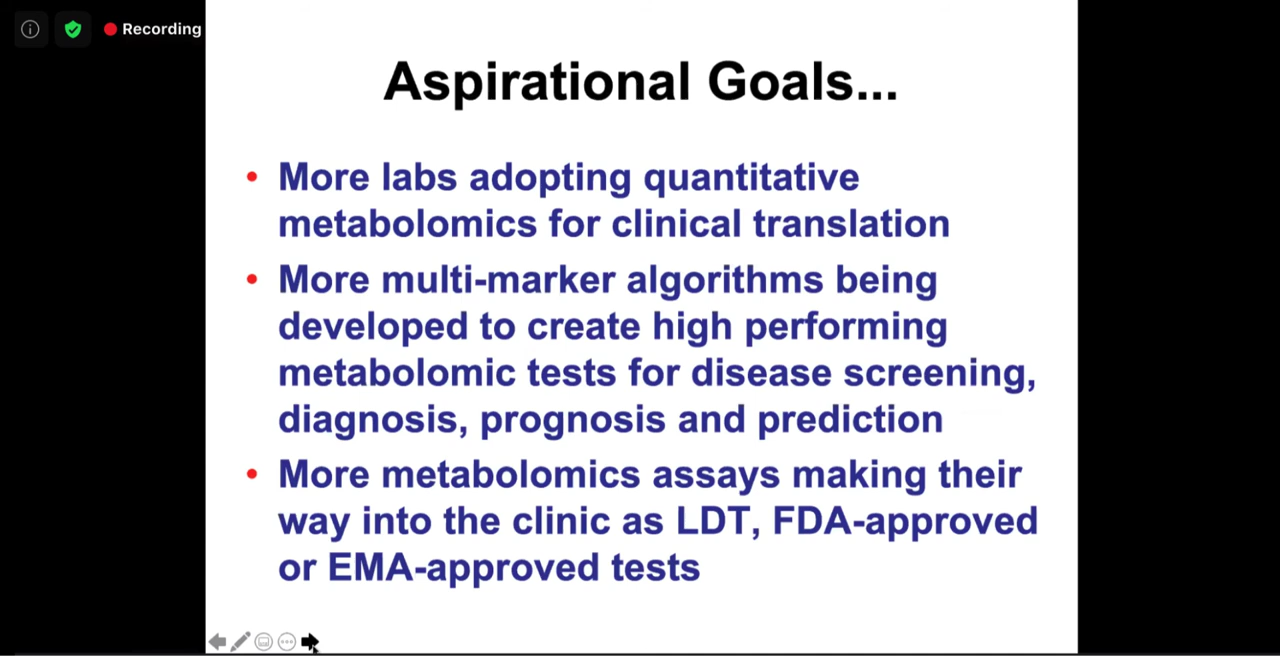 Recording
Aspirational Goals...
• More labs adopting quantitative
metabolomics for clinical translation
• More multi-marker algorithms being
developed to create high performing
metabolomic tests for disease screening,
diagnosis, prognosis and prediction
• More metabolomics assays making their
way into the clinic as LDT, FDA-approved
or EMA-approved tests